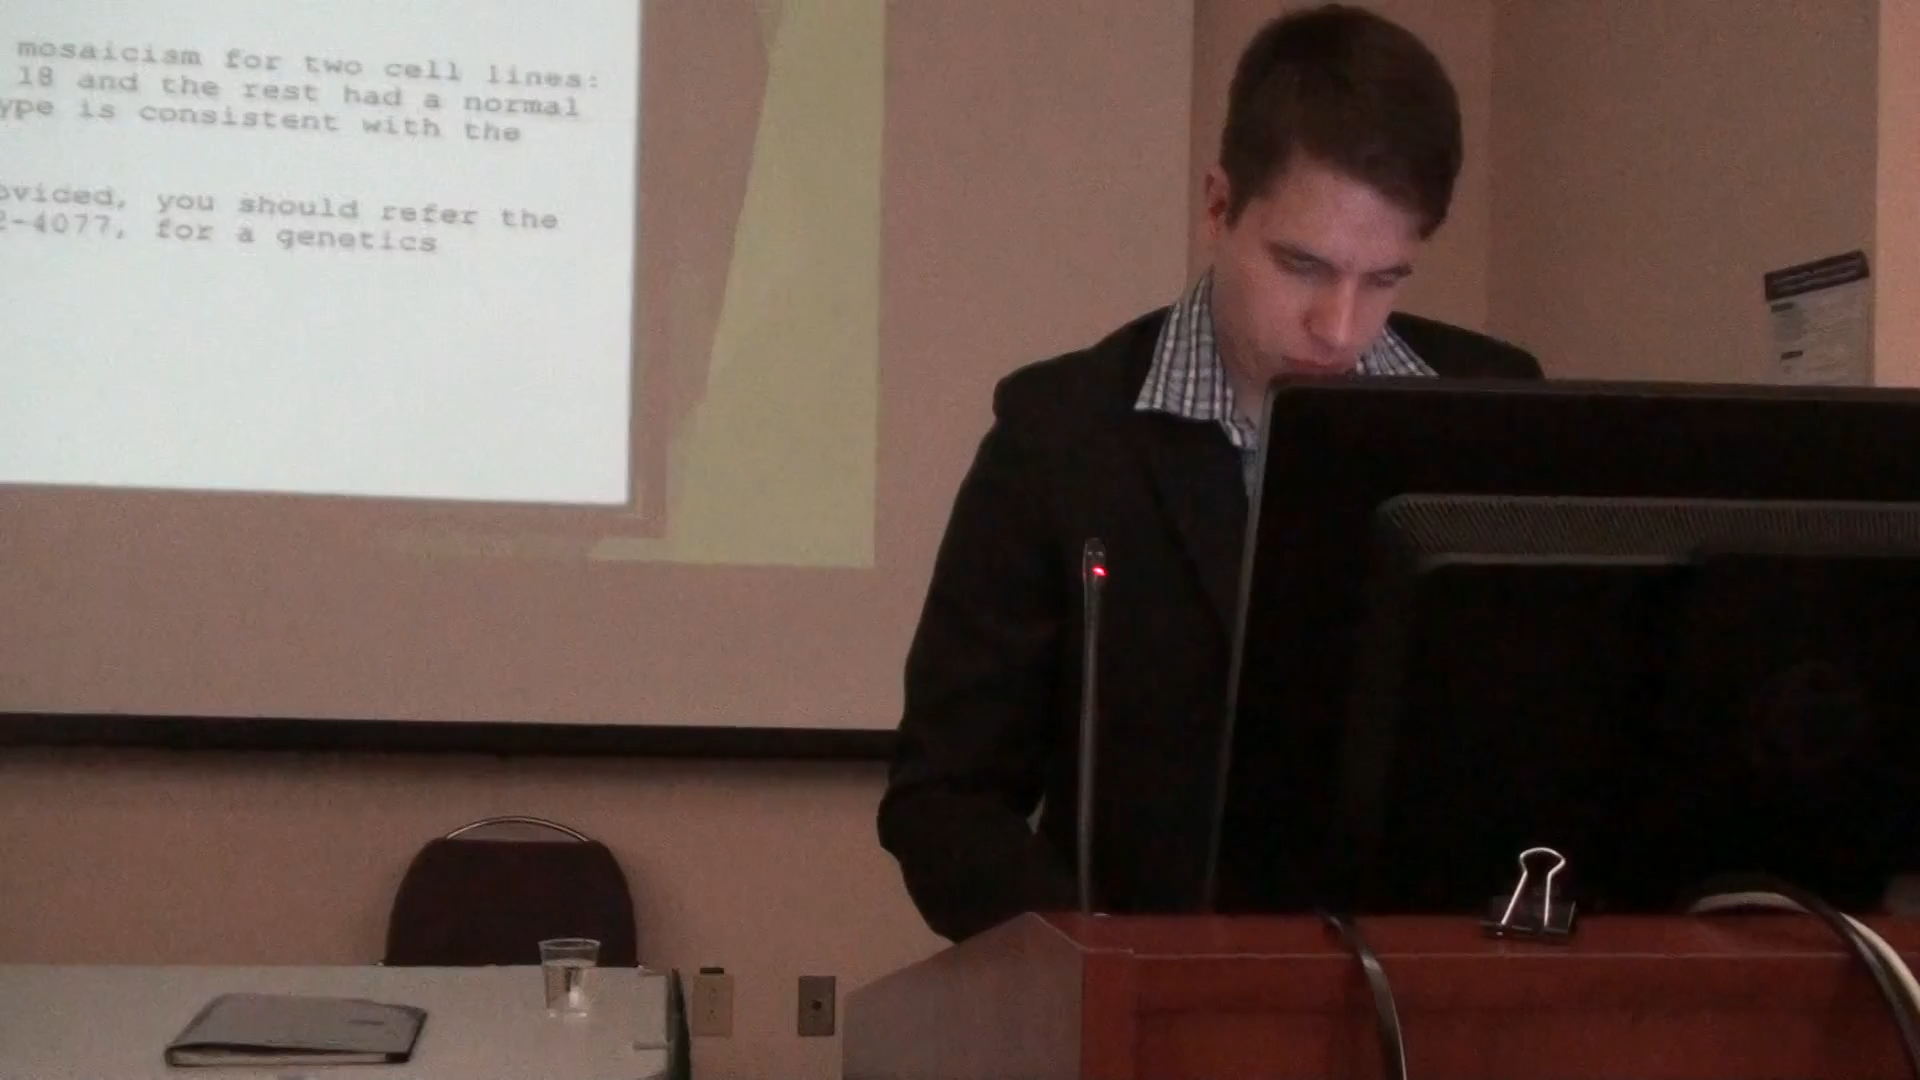 mosaicism for two cell lines:
18 and the rest had a normal
ype is consistent with the
ovided, you should refer the
2-4077, for a genetics